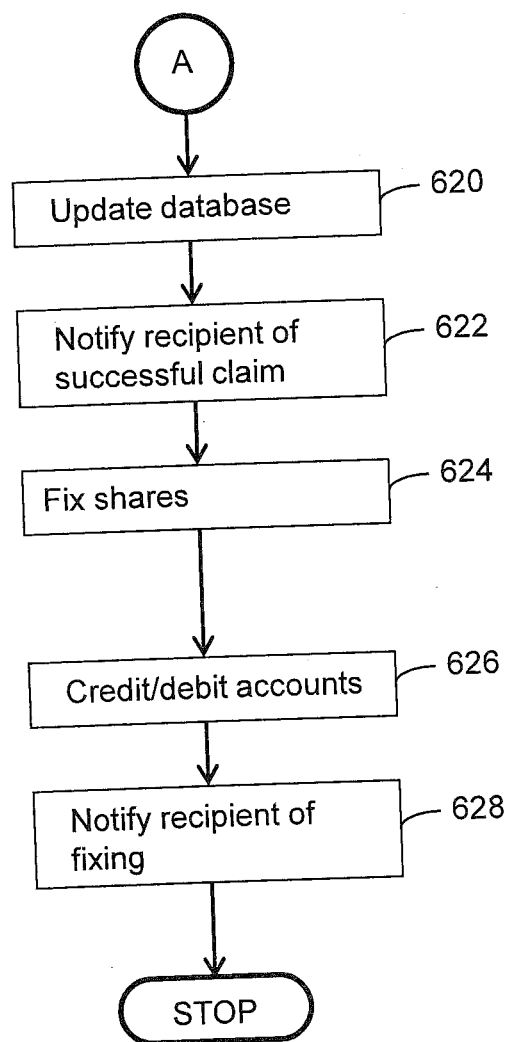 A
Update database
620
Notify recipient of
successful claim
622
Fix shares
624
Credit/debit accounts
626
Notify recipient of
fixing
628
STOP